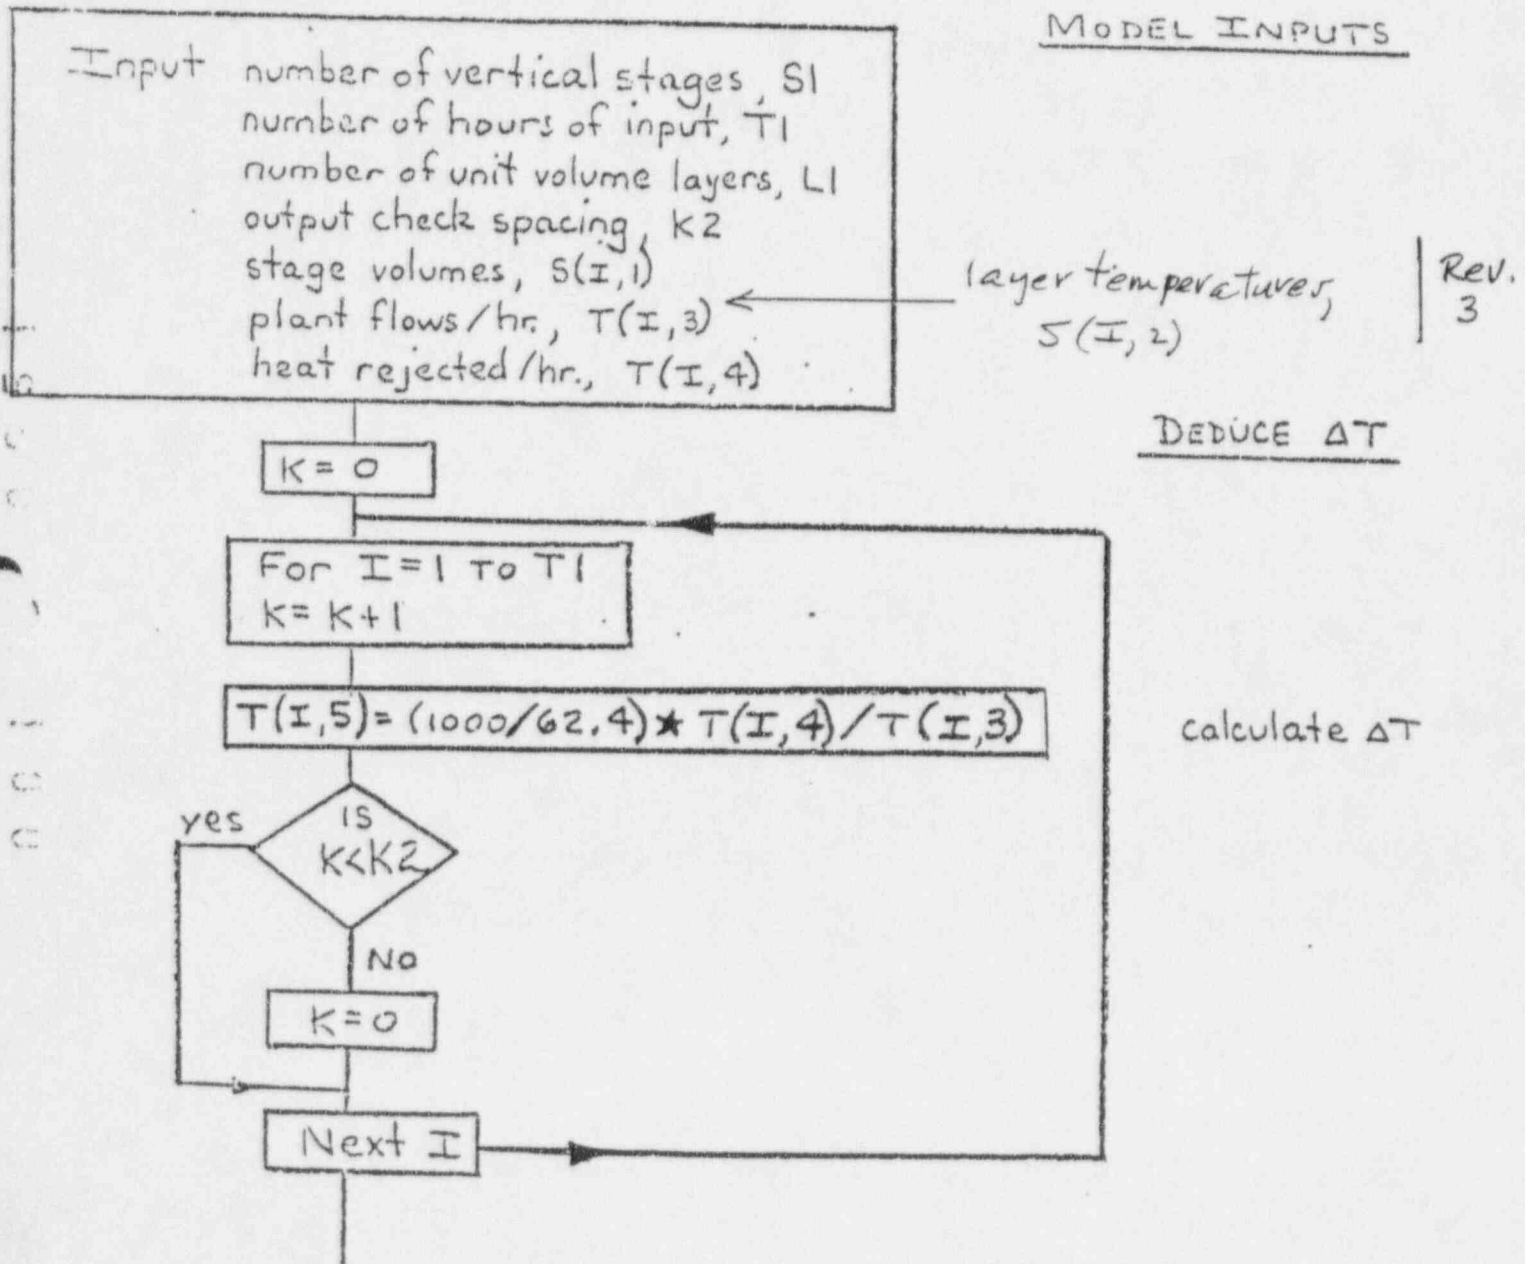 MODEL INPUTS
Input number of vertical stages, S1
number of hours of input, T1
number of unit volume layers, L1
output check spacing, K2
stage volumes, S(I,1)
plant flows/hr., T(I,3)
heat rejected/hr., T(I,4)
layer temperatures,
S(I,2)
Rev.
3
DEDUCE ΔT
K = 0
For I = 1 TO T1
K = K + 1
T(I,5) = (1000/62.4) * T(I,4) / T(I,3)
calculate ΔT
yes
IS
K<K2
NO
K = 0
Next I